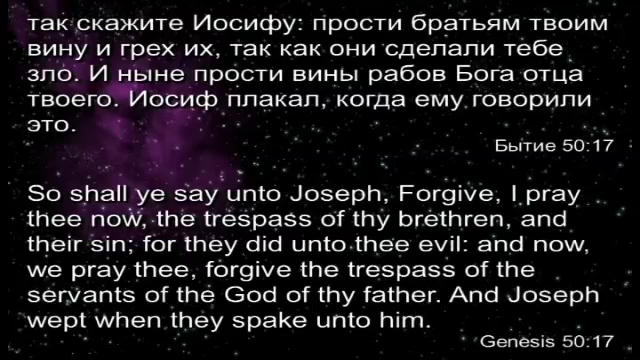 так скажите Иосифу: прости братьям твоим
вину и грех их, так как они сделали тебе
зло. И ныне прости вины рабов Бога отца
твоего. Иосиф плакал, когда ему говорили
это.
Бытие 50:17
So shall ye say unto Joseph, Forgive, I pray
thee now, the trespass of thy brethren, and
their sin; for they did unto thee evil: and now,
we pray thee, forgive the trespass of the
servants of the God of thy father. And Joseph
wept when they spake unto him.
Genesis 50:17